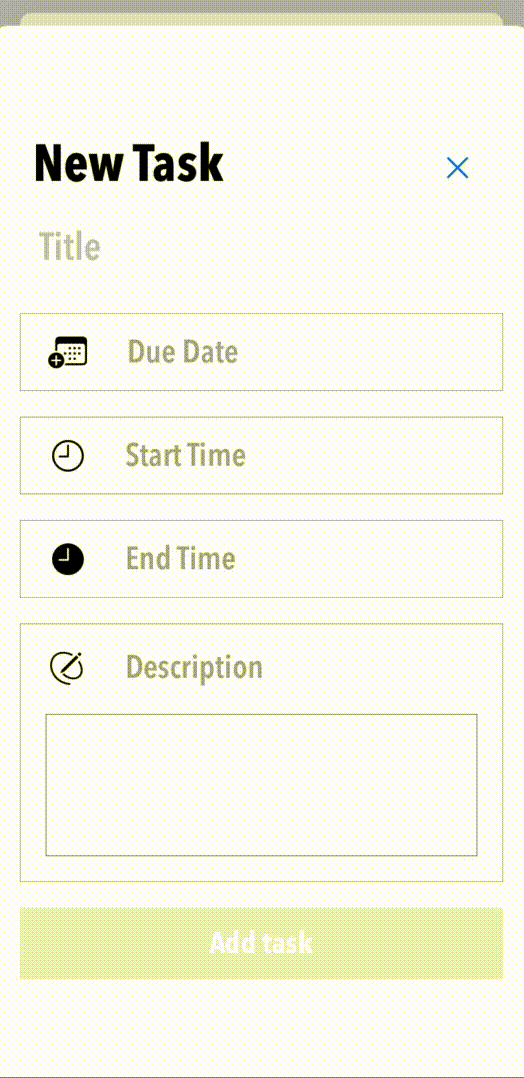 New Task
Title
Due Date
Start Time
End Time
Description
Add task